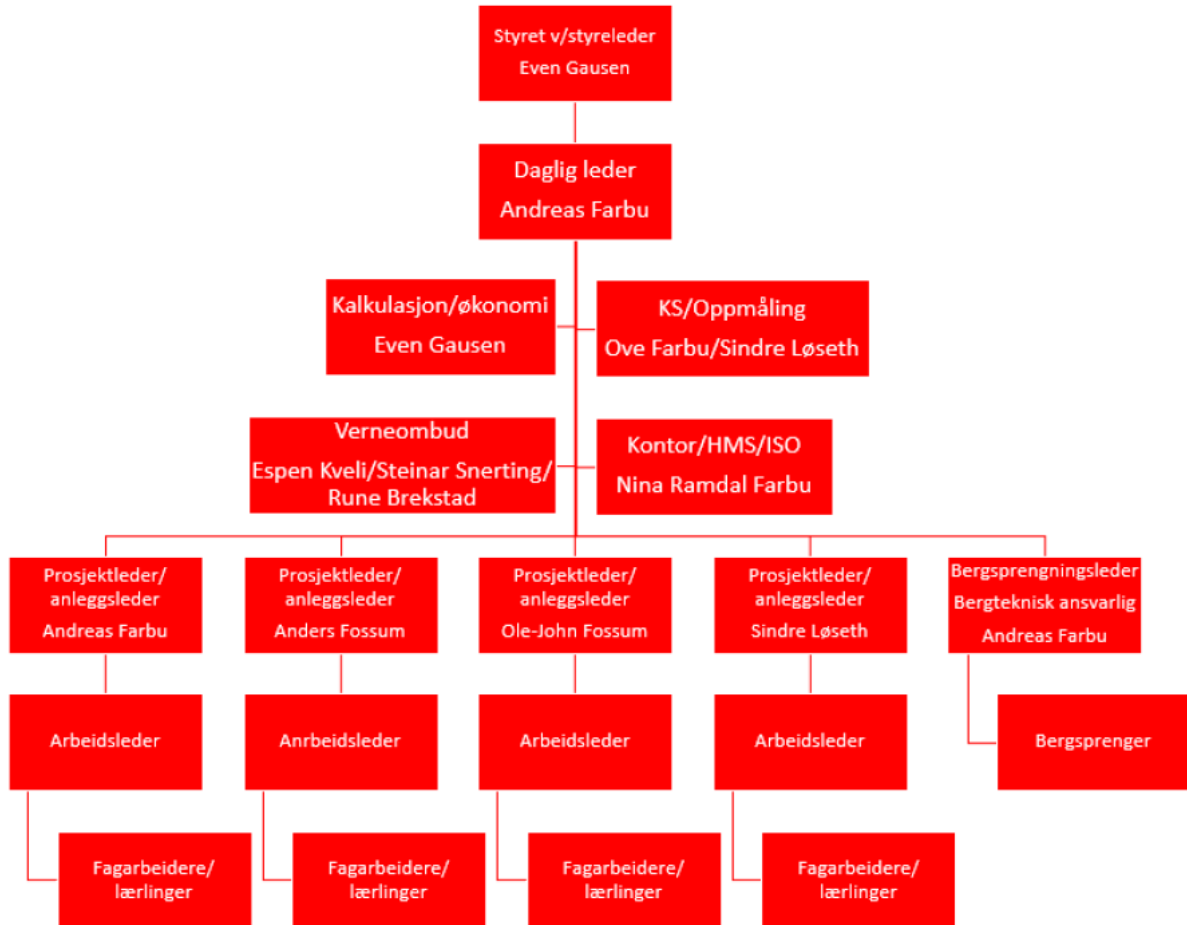 Styret v/styreleder
Even Gausen
Daglig leder
Andreas Farbu
Kalkulasjon/økonomi
Even Gausen
KS/Oppmåling
Ove Farbu/Sindre Løseth
Verneombud
Espen Kveli/Steinar Snerting/
Rune Brekstad
Kontor/HMS/ISO
Nina Ramdal Farbu
Prosjektleder/
anleggsleder
Andreas Farbu
Prosjektleder/
anleggsleder
Anders Fossum
Prosjektleder/
anleggsleder
Ole-John Fossum
Prosjektleder/
anleggsleder
Sindre Løseth
Bergsprengningsleder
Bergteknisk ansvarlig
Andreas Farbu
Arbeidsleder
Anrbeidsleder
Arbeidsleder
Arbeidsleder
Bergsprenger
Fagarbeidere/
lærlinger
Fagarbeidere/
lærlinger
Fagarbeidere/
lærlinger
Fagarbeidere/
lærlinger